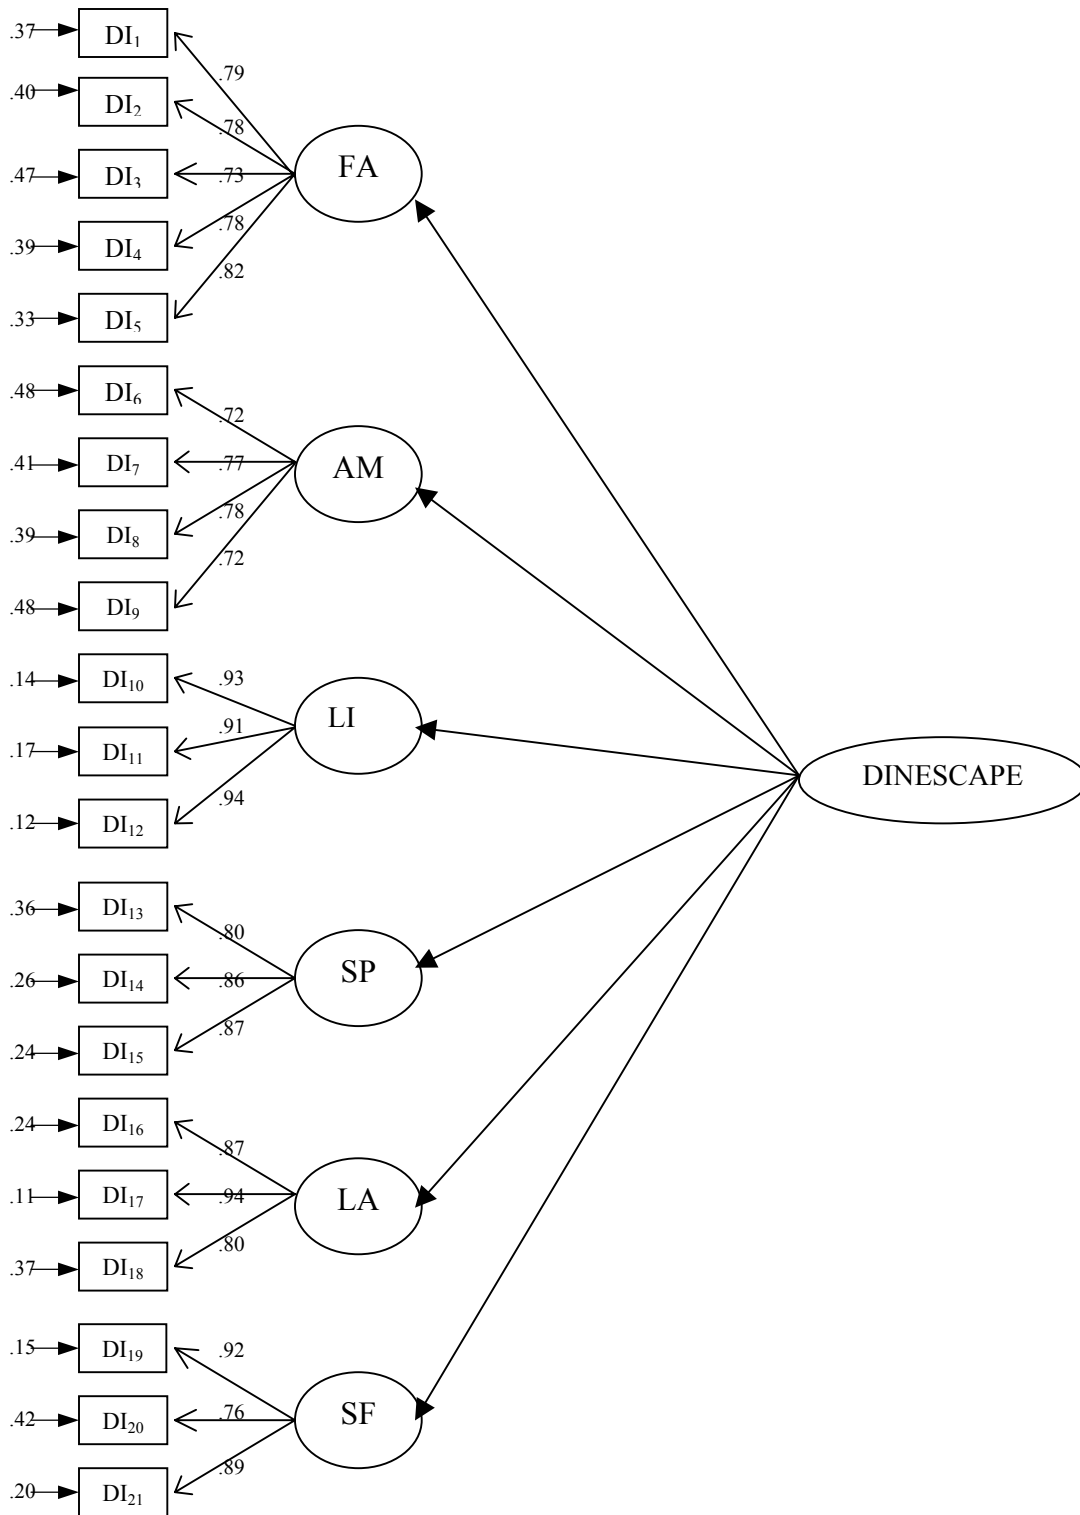 .37 DI₁
.79
.40 DI₂
.78
FA
.47 DI₃
.73
.39 DI₄
.78
.82
.33 DI₅
.48 DI₆
.72
.41 DI₇
.77
AM
.39 DI₈
.78
.72
.48 DI₉
.14 DI₁₀
.93
LI
.17 DI₁₁
.91
DINESCAPE
.12 DI₁₂
.94
.36 DI₁₃
.80
.26 DI₁₄
.86
SP
.24 DI₁₅
.87
.24 DI₁₆
.87
.11 DI₁₇
.94
LA
.37 DI₁₈
.80
.15 DI₁₉
.92
.42 DI₂₀
.76
SF
.20 DI₂₁
.89